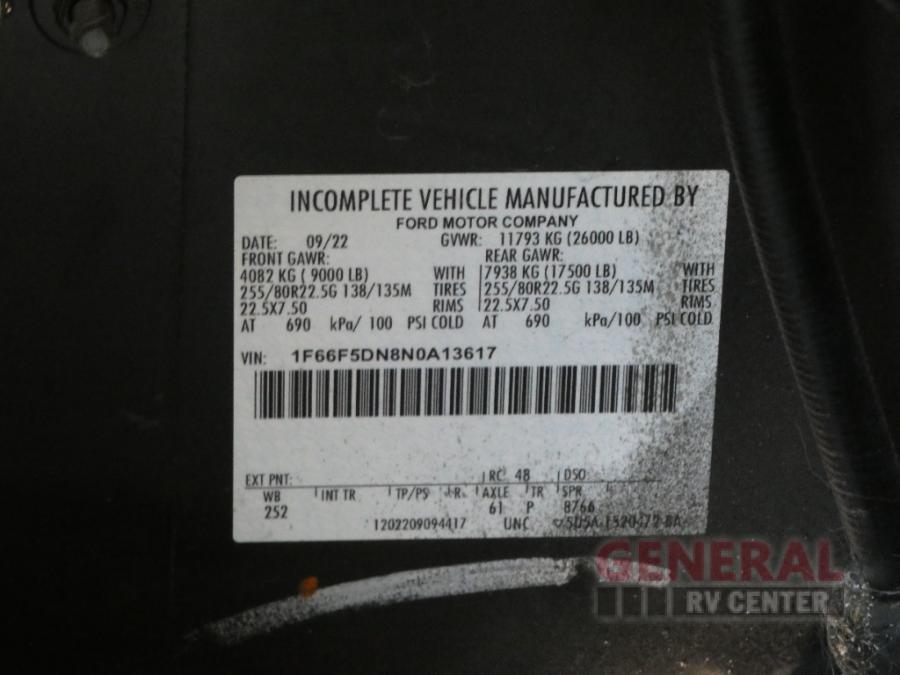 INCOMPLETE VEHICLE MANUFACTURED BY
FORD MOTOR COMPANY
DATE: 09/22 GVWR: 11793 KG (26000 LB)
FRONT GAWR: REAR GAWR:
4082 KG ( 9000 LB) WITH 7938 KG (17500 LB) WITH
255/80R22.5G 138/135M TIRES 255/80R22.5G 138/135M TIRES
22.5X7.50 RIMS 22.5X7.50 RIMS
AT 690 kPa/ 100 PSI COLD AT 690 kPa/100 PSI COLD
VIN: 1F66F5DN8N0A13617
EXT PNT: RC 48 DSO
WB INT TR TP/PS R AXLE TR SPR
252 61 P 8766
1202209094417 UNC
GENERAL
RV CENTER